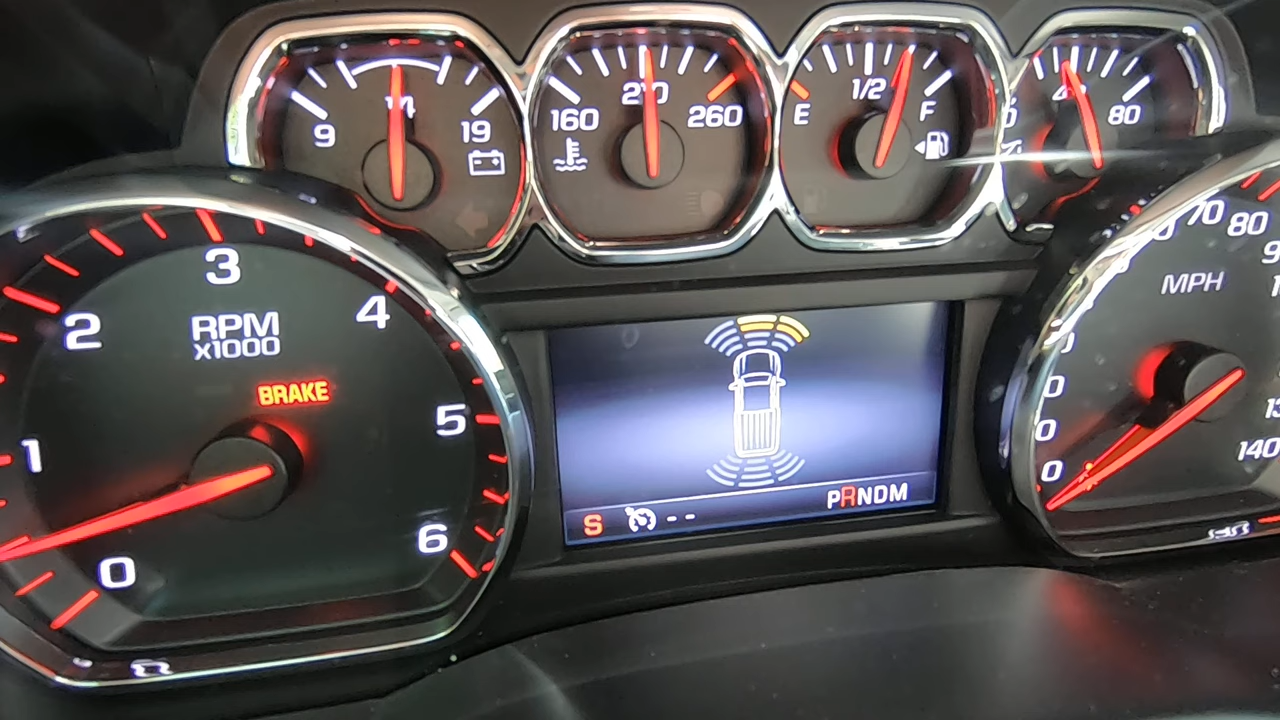 9 14 19
160 210 260
E 1/2 F
80
1 2 3 4 5 6 0
RPM
x1000
BRAKE
PRNDM
S --
70 80
MPH
140